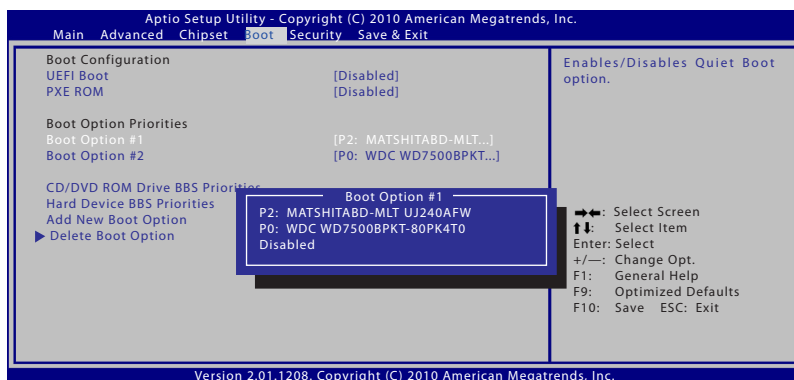 Aptio Setup Utility - Copyright (C) 2010 American Megatrends, Inc.
Main Advanced Chipset Boot Security Save & Exit
Boot Configuration
UEFI Boot [Disabled]
PXE ROM [Disabled]
Boot Option Priorities
Boot Option #1 [P2: MATSHITABD-MLT...]
Boot Option #2 [P0: WDC WD7500BPKT...]
CD/DVD ROM Drive BBS Priorities
Hard Device BBS Priorities
Add New Boot Option
Delete Boot Option
Boot Option #1
P2: MATSHITABD-MLT UJ240AFW
P0: WDC WD7500BPKT-80PK4T0
Disabled
Enables/Disables Quiet Boot
option.
→←: Select Screen
↑↓: Select Item
Enter: Select
+/—: Change Opt.
F1: General Help
F9: Optimized Defaults
F10: Save ESC: Exit
Version 2.01.1208. Copyright (C) 2010 American Megatrends, Inc.